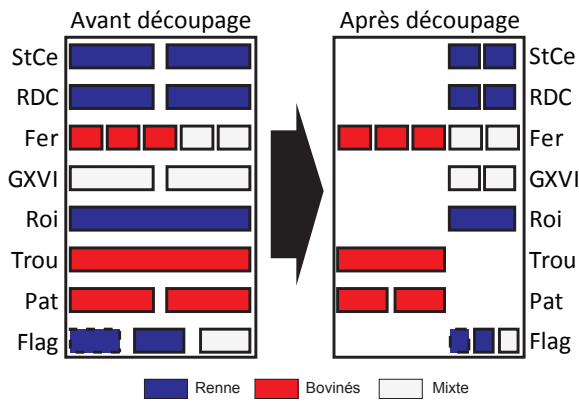 Avant découpage Après découpage
StCe StCe
RDC RDC
Fer Fer
GXVI GXVI
Roi Roi
Trou Trou
Pat Pat
Flag Flag
Renne Bovinés Mixte